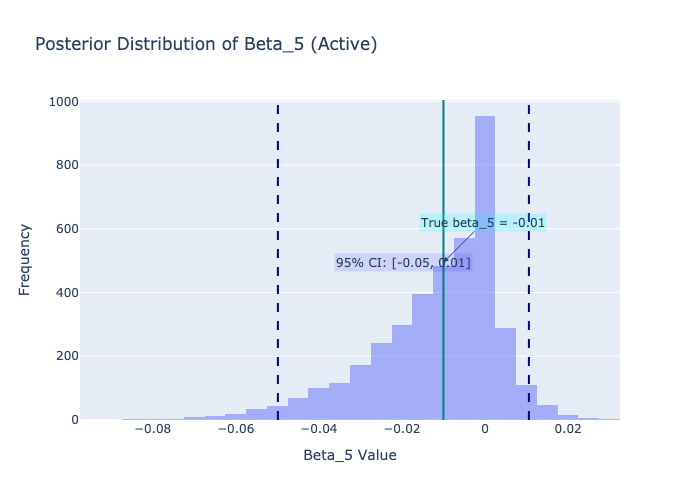 Posterior Distribution of Beta_5 (Active)
1000
800
600
400
200
0
Frequency
True beta_5 = -0.01
95% CI: [-0.05, 0.01]
−0.08
−0.06
−0.04
−0.02
0
0.02
Beta_5 Value